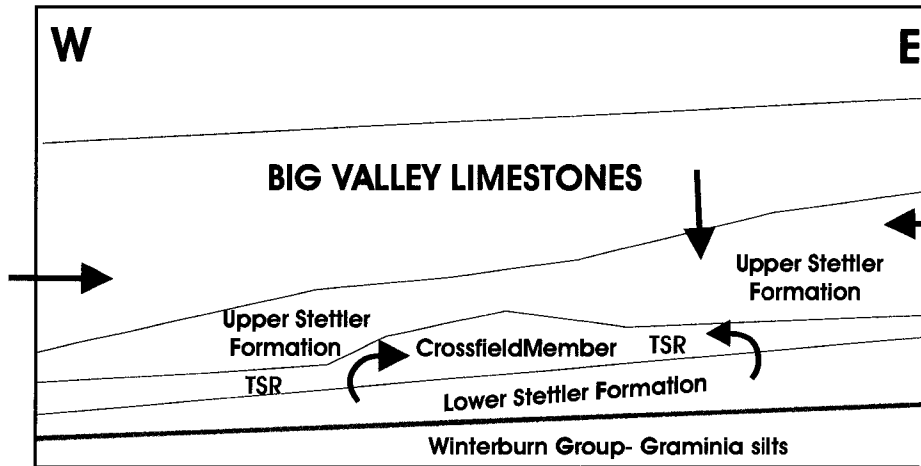 W
E
BIG VALLEY LIMESTONES
Upper Stettler
Formation
Upper Stettler
Formation
CrossfieldMember
TSR
TSR
Lower Stettler Formation
Winterburn Group- Graminia silts